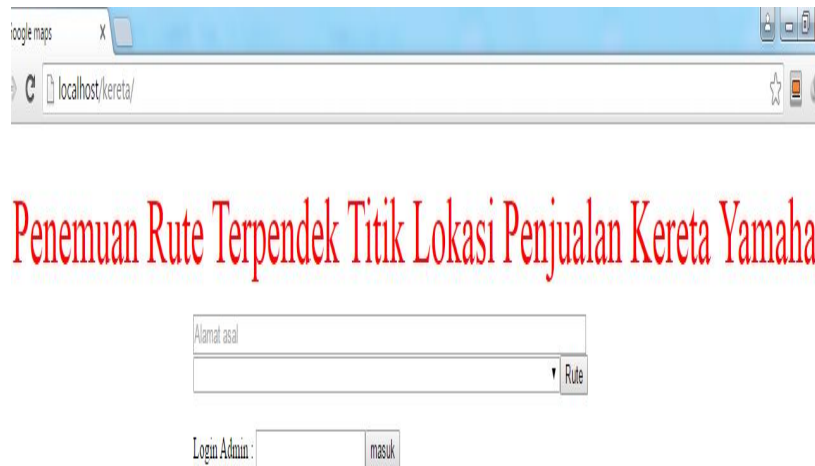 Google maps
localhost/kereta/
Penemuan Rute Terpendek Titik Lokasi Penjualan Kereta Yamaha
Alamat asal
Rute
Login Admin :
masuk